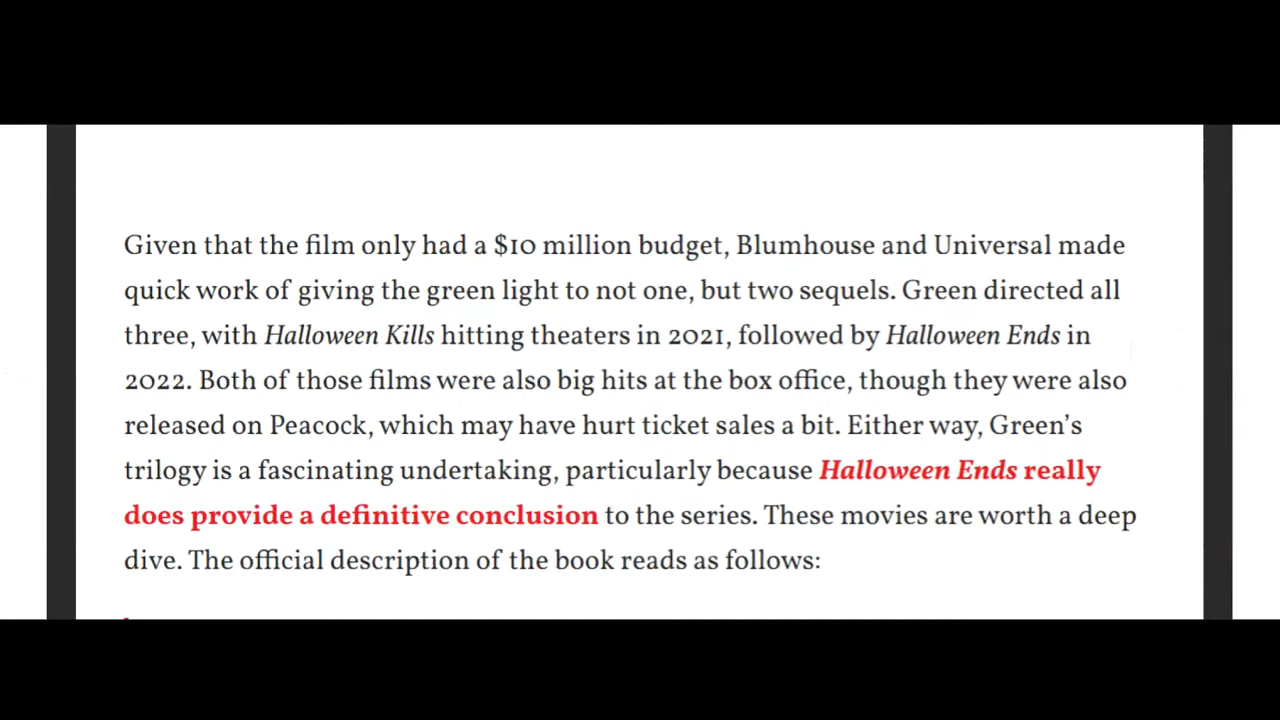 Given that the film only had a $10 million budget, Blumhouse and Universal made
quick work of giving the green light to not one, but two sequels. Green directed all
three, with Halloween Kills hitting theaters in 2021, followed by Halloween Ends in
2022. Both of those films were also big hits at the box office, though they were also
released on Peacock, which may have hurt ticket sales a bit. Either way, Green’s
trilogy is a fascinating undertaking, particularly because Halloween Ends really
does provide a definitive conclusion to the series. These movies are worth a deep
dive. The official description of the book reads as follows: